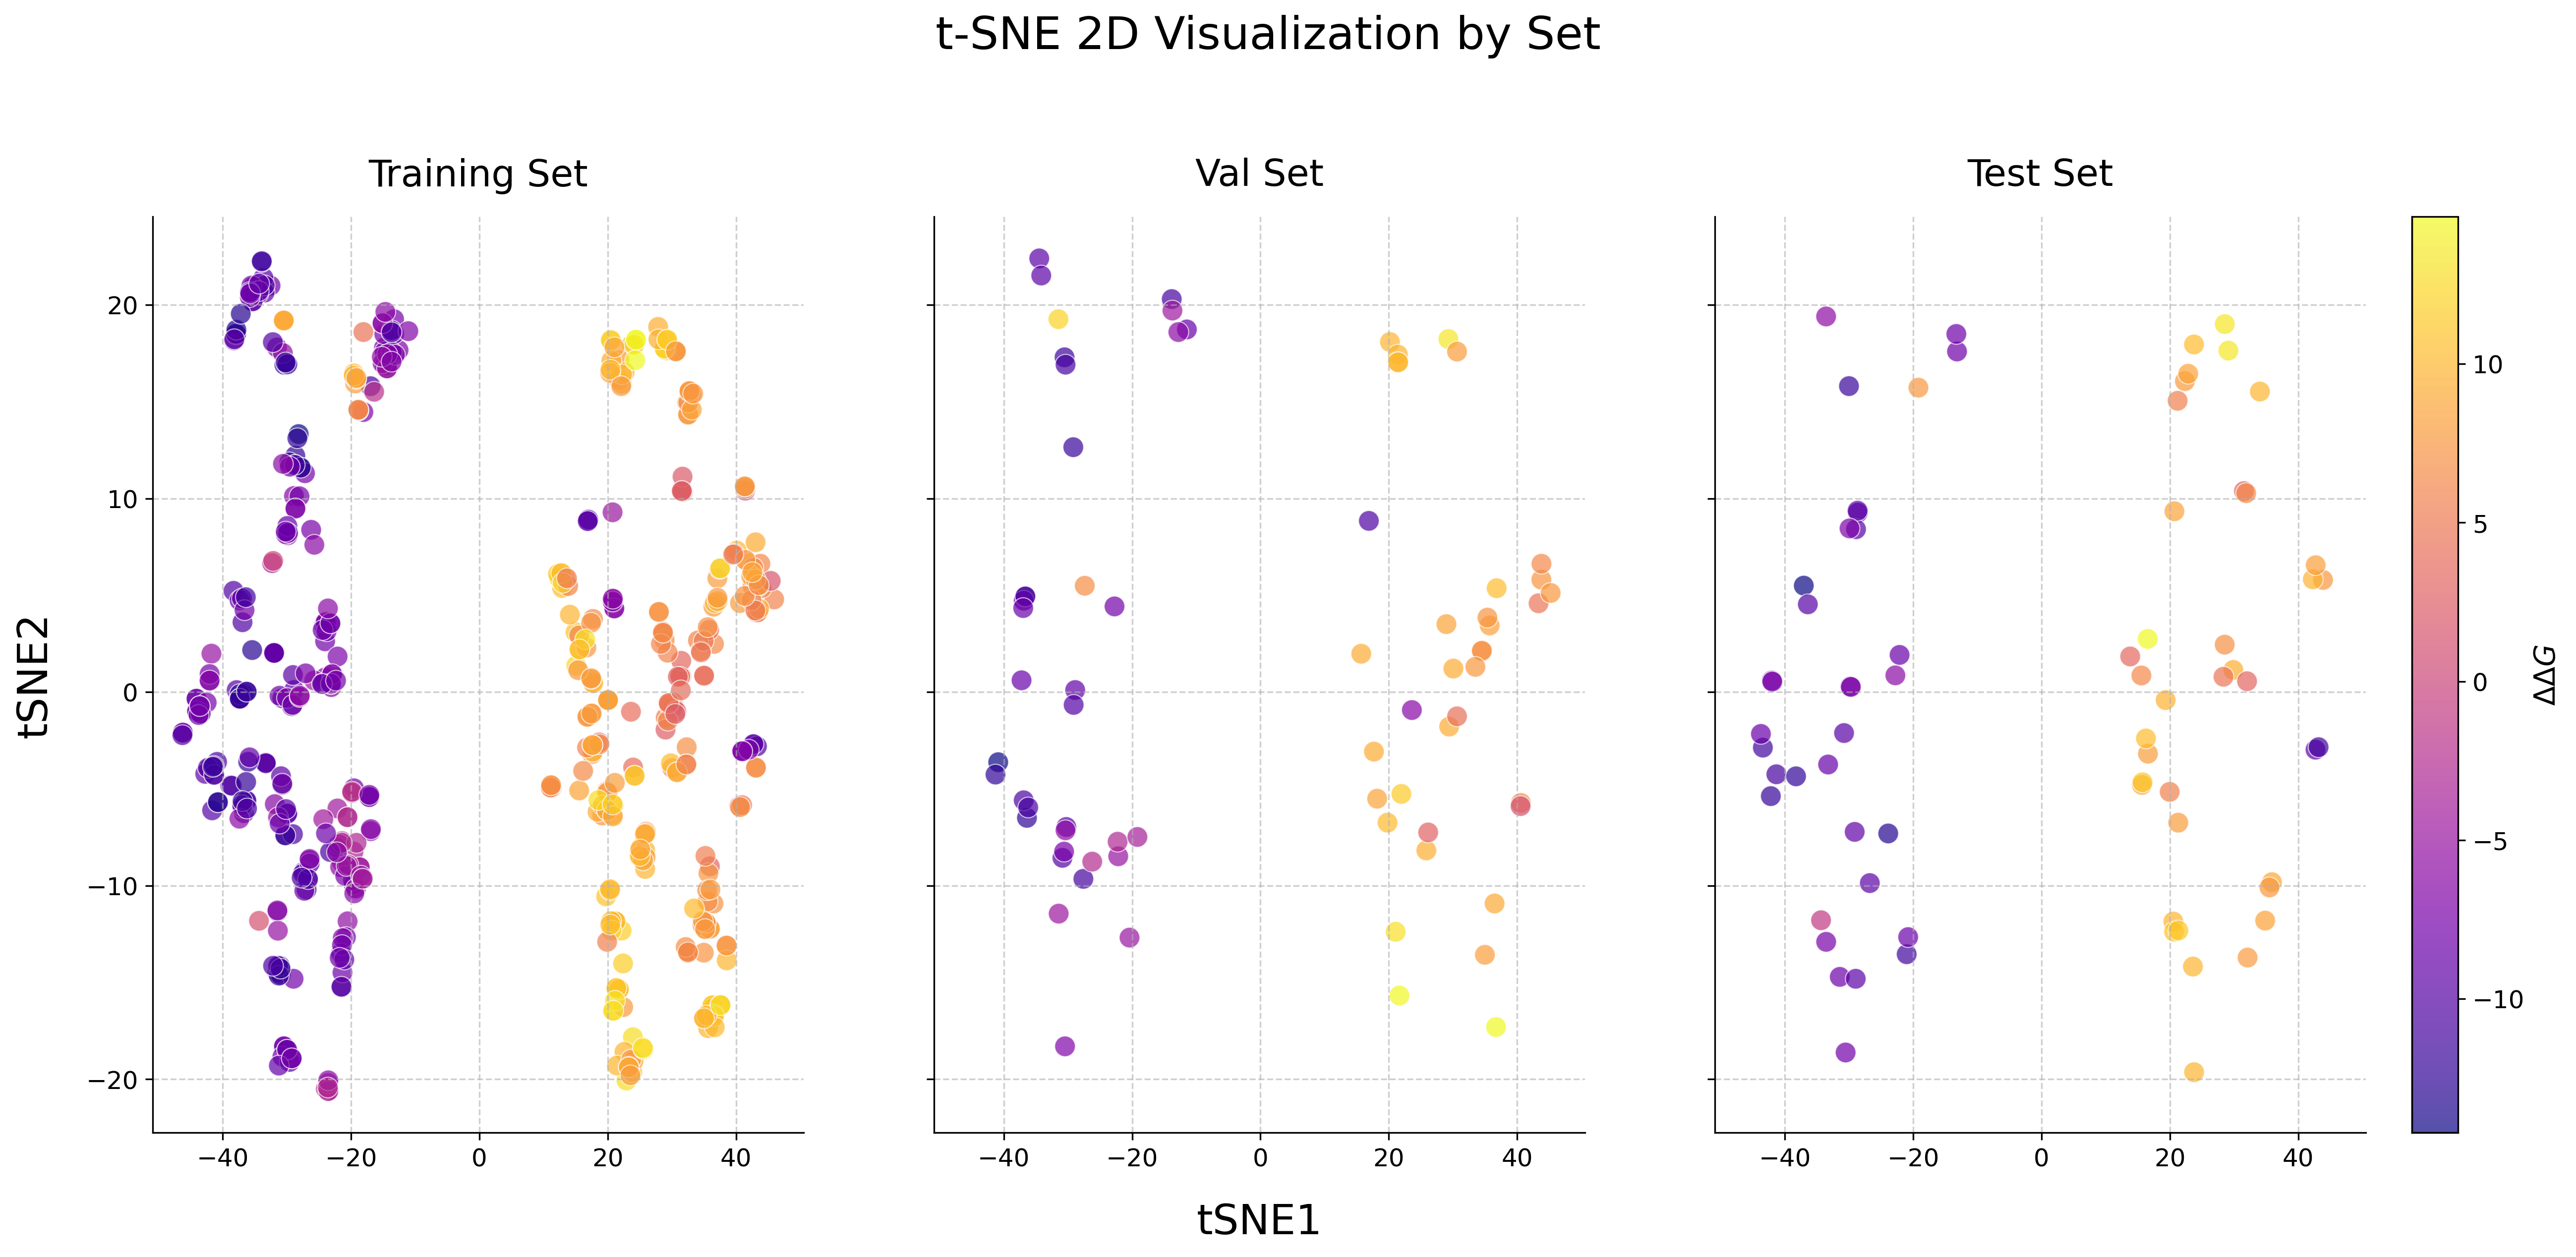 t-SNE 2D Visualization by Set
Training Set
Val Set
Test Set
tSNE2
20
10
0
−10
−20
−40 −20 0 20 40
−40 −20 0 20 40
−40 −20 0 20 40
tSNE1
10
5
0
−5
−10
ΔΔG